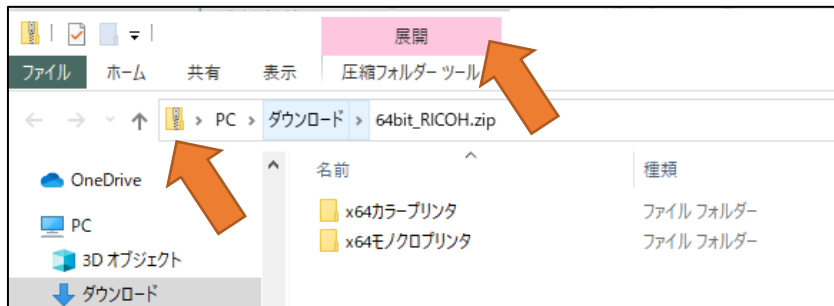 展開
ファイル ホーム 共有 表示 圧縮フォルダー ツール
PC ダウンロード 64bit_RICOH.zip
OneDrive
PC
3D オブジェクト
ダウンロード
名前 種類
x64カラープリンタ ファイル フォルダー
x64モノクロプリンタ ファイル フォルダー